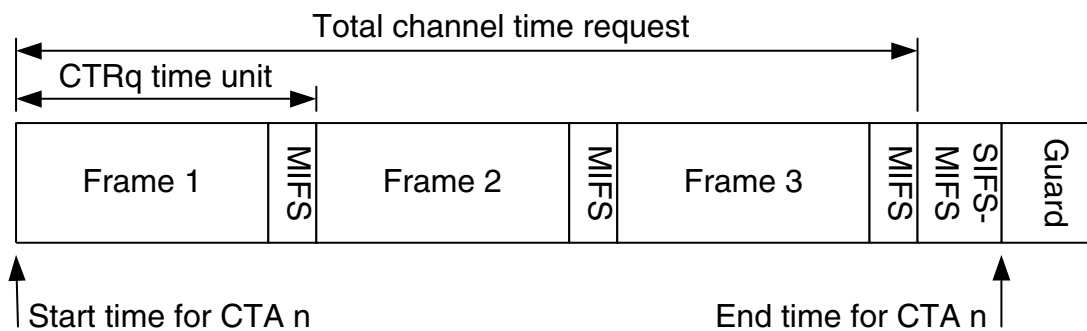 Total channel time request
CTRq time unit
Frame 1
MIFS
Frame 2
MIFS
Frame 3
MIFS
SIFS-
MIFS
Guard
Start time for CTA n
End time for CTA n